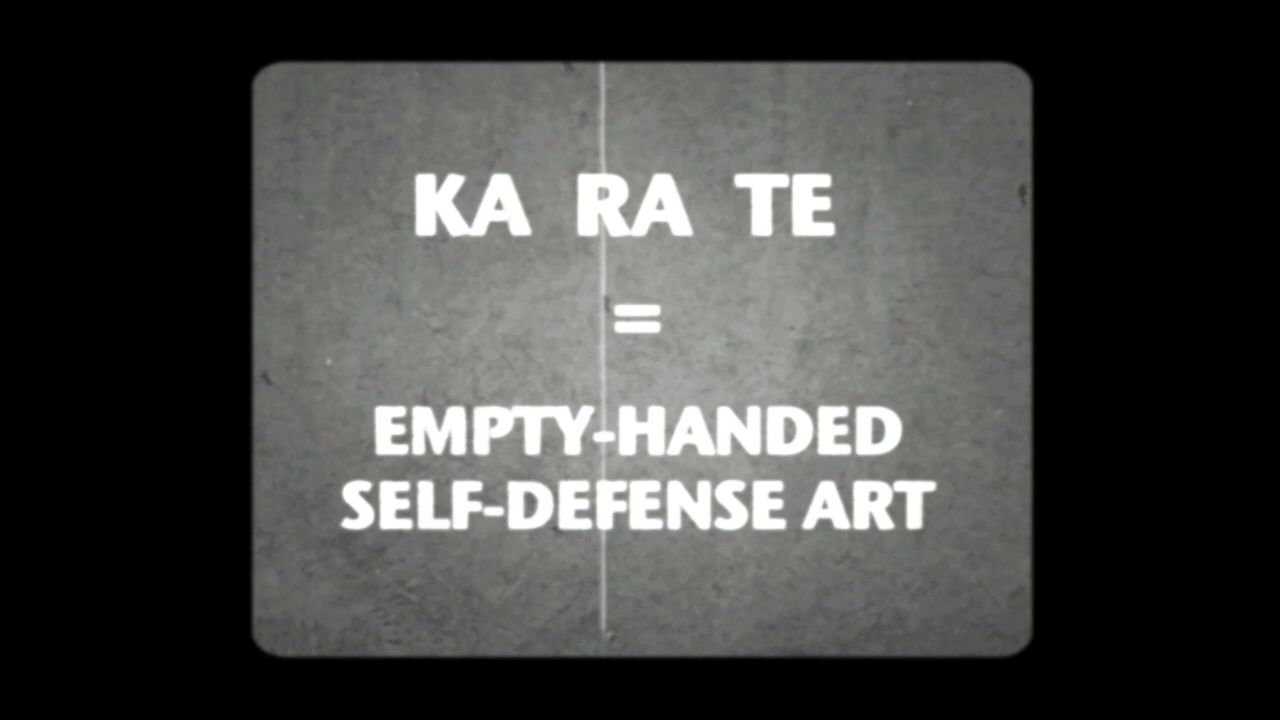 KA RA TE
=
EMPTY-HANDED
SELF-DEFENSE ART